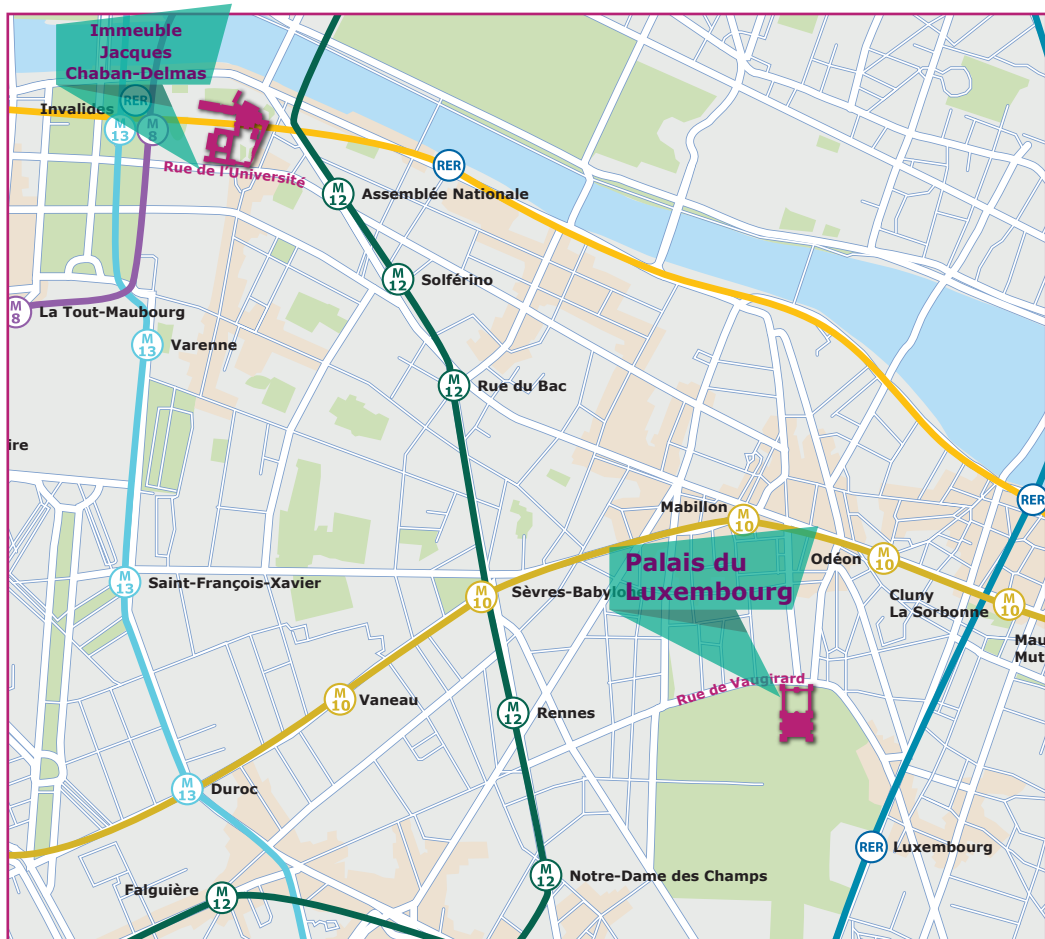 Immeuble
Jacques
Chaban-Delmas
RER
Invalides
M
13
M
8
Rue de l'Université
RER
M
12
Assemblée Nationale
M
12
Solférino
M
8
La Tout-Maubourg
M
13
Varenne
M
12
Rue du Bac
ire
RER
Mabillon
M
10
Palais du
Luxembourg
Odéon
M
10
M
13
Saint-François-Xavier
M
10
Sèvres-Babylone
Cluny
La Sorbonne
M
10
Mau
Mut
Rue de Vaugirard
M
10
Vaneau
M
12
Rennes
M
13
Duroc
RER
Luxembourg
M
12
Notre-Dame des Champs
Falguière
M
12